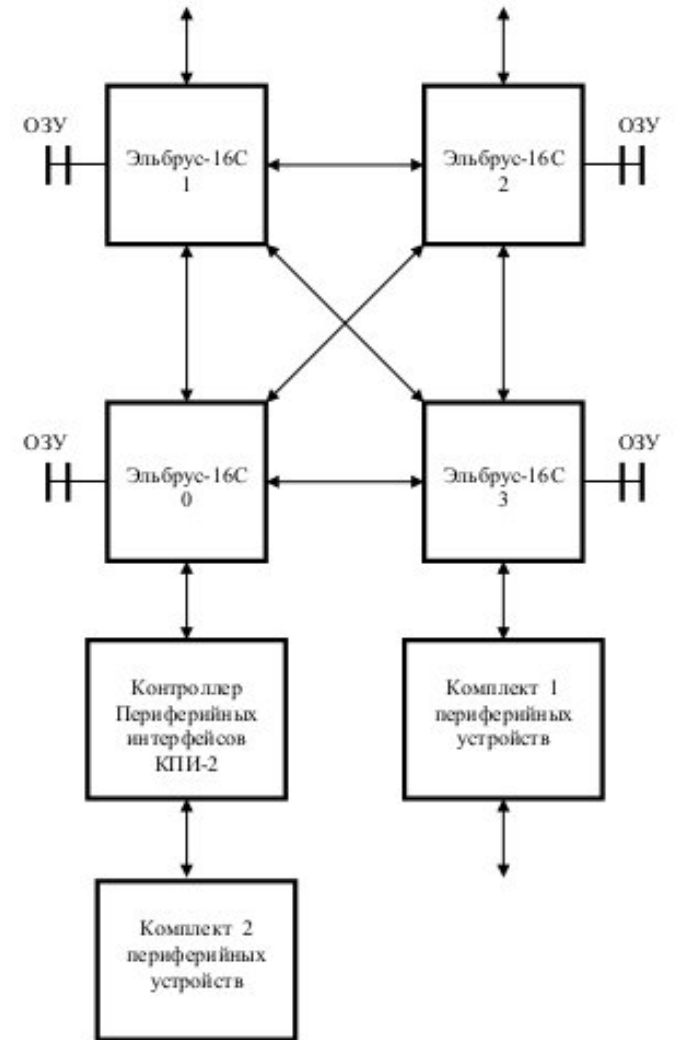 ОЗУ
Эльбрус-16С
1
Эльбрус-16С
2
ОЗУ
ОЗУ
Эльбрус-16С
0
Эльбрус-16С
3
ОЗУ
Контроллер
Периферийных
интерфейсов
КПИ-2
Комплект 1
периферийных
устройств
Комплект 2
периферийных
устройств